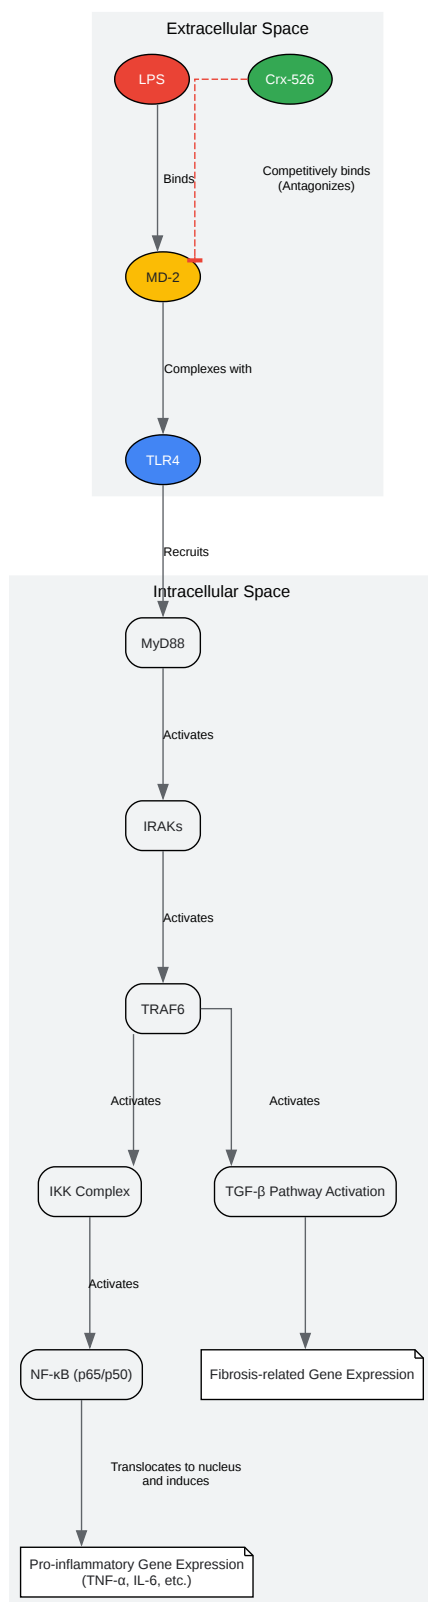 Extracellular Space
LPS
Crx-526
Binds
Competitively binds
(Antagonizes)
MD-2
Complexes with
TLR4
Recruits
Intracellular Space
MyD88
Activates
IRAKs
Activates
TRAF6
Activates
Activates
IKK Complex
TGF-β Pathway Activation
Activates
NF-κB (p65/p50)
Fibrosis-related Gene Expression
Translocates to nucleus
and induces
Pro-inflammatory Gene Expression
(TNF-α, IL-6, etc.)